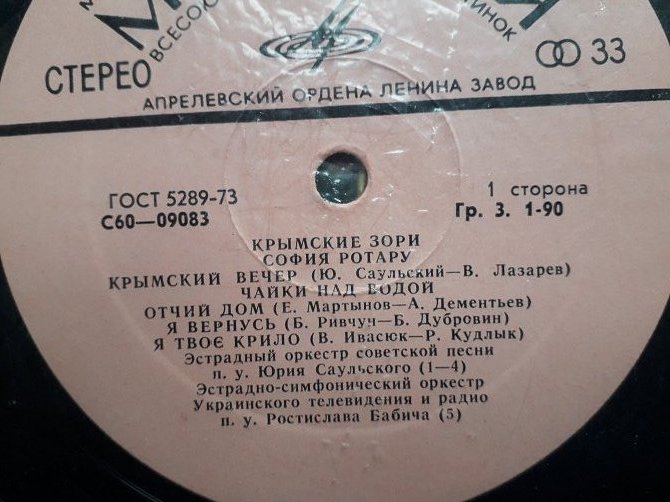 СТЕРЕО
33
АПРЕЛЕВСКИЙ ОРДЕНА ЛЕНИНА ЗАВОД
ГОСТ 5289-73
С60—09083
1 сторона
Гр. 3. 1-90
КРЫМСКИЕ ЗОРИ
СОФИЯ РОТАРУ
КРЫМСКИЙ ВЕЧЕР (Ю. Саульский—В. Лазарев)
ЧАЙКИ НАД ВОДОЙ
ОТЧИЙ ДОМ (Е. Мартынов—А. Дементьев)
Я ВЕРНУСЬ (Б. Ривчун—Б. Дубровин)
Я ТВОЄ КРИЛО (В. Ивасюк—Р. Кудлык)
Эстрадный оркестр советской песни
п. у. Юрия Саульского (1—4)
Эстрадно-симфонический оркестр
Украинского телевидения и радио
п. у. Ростислава Бабича (5)